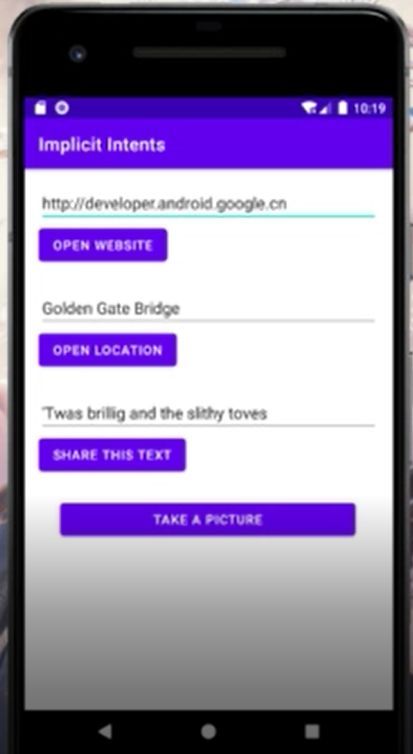 10:19
Implicit Intents
http://developer.android.google.cn
OPEN WEBSITE
Golden Gate Bridge
OPEN LOCATION
'Twas brillig and the slithy toves
SHARE THIS TEXT
TAKE A PICTURE